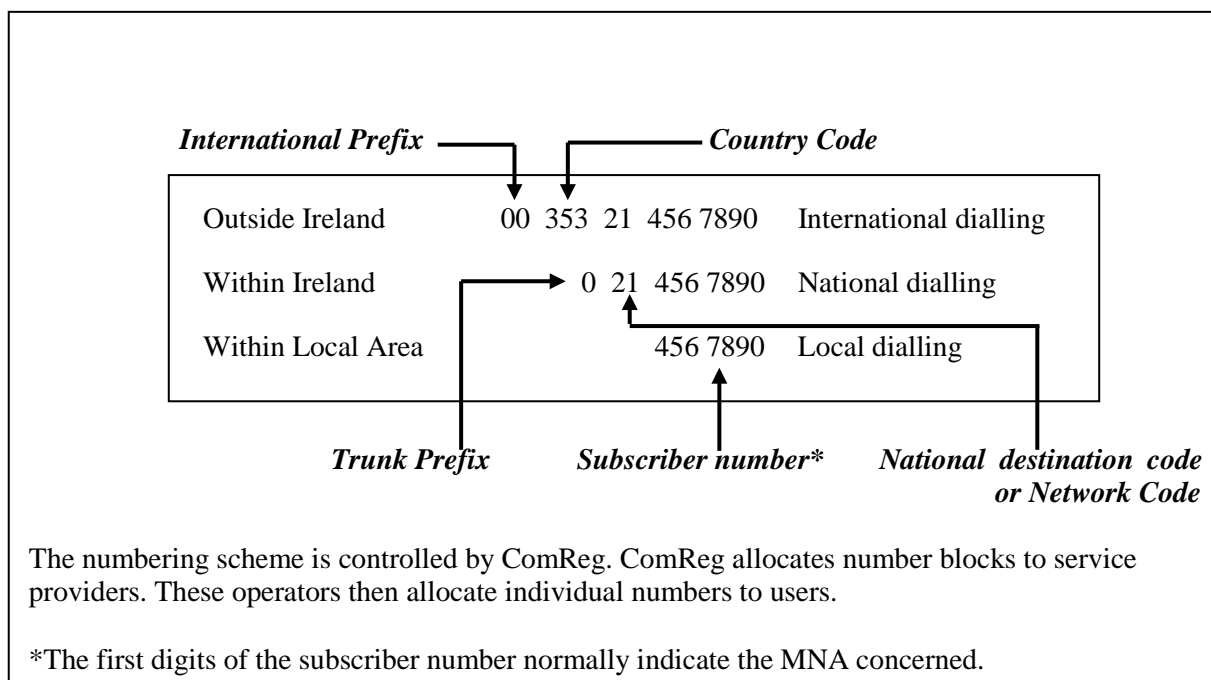 International Prefix Country Code
Outside Ireland 00 353 21 456 7890 International dialling
Within Ireland 0 21 456 7890 National dialling
Within Local Area 456 7890 Local dialling
Trunk Prefix Subscriber number* National destination code
or Network Code
The numbering scheme is controlled by ComReg. ComReg allocates number blocks to service
providers. These operators then allocate individual numbers to users.
*The first digits of the subscriber number normally indicate the MNA concerned.